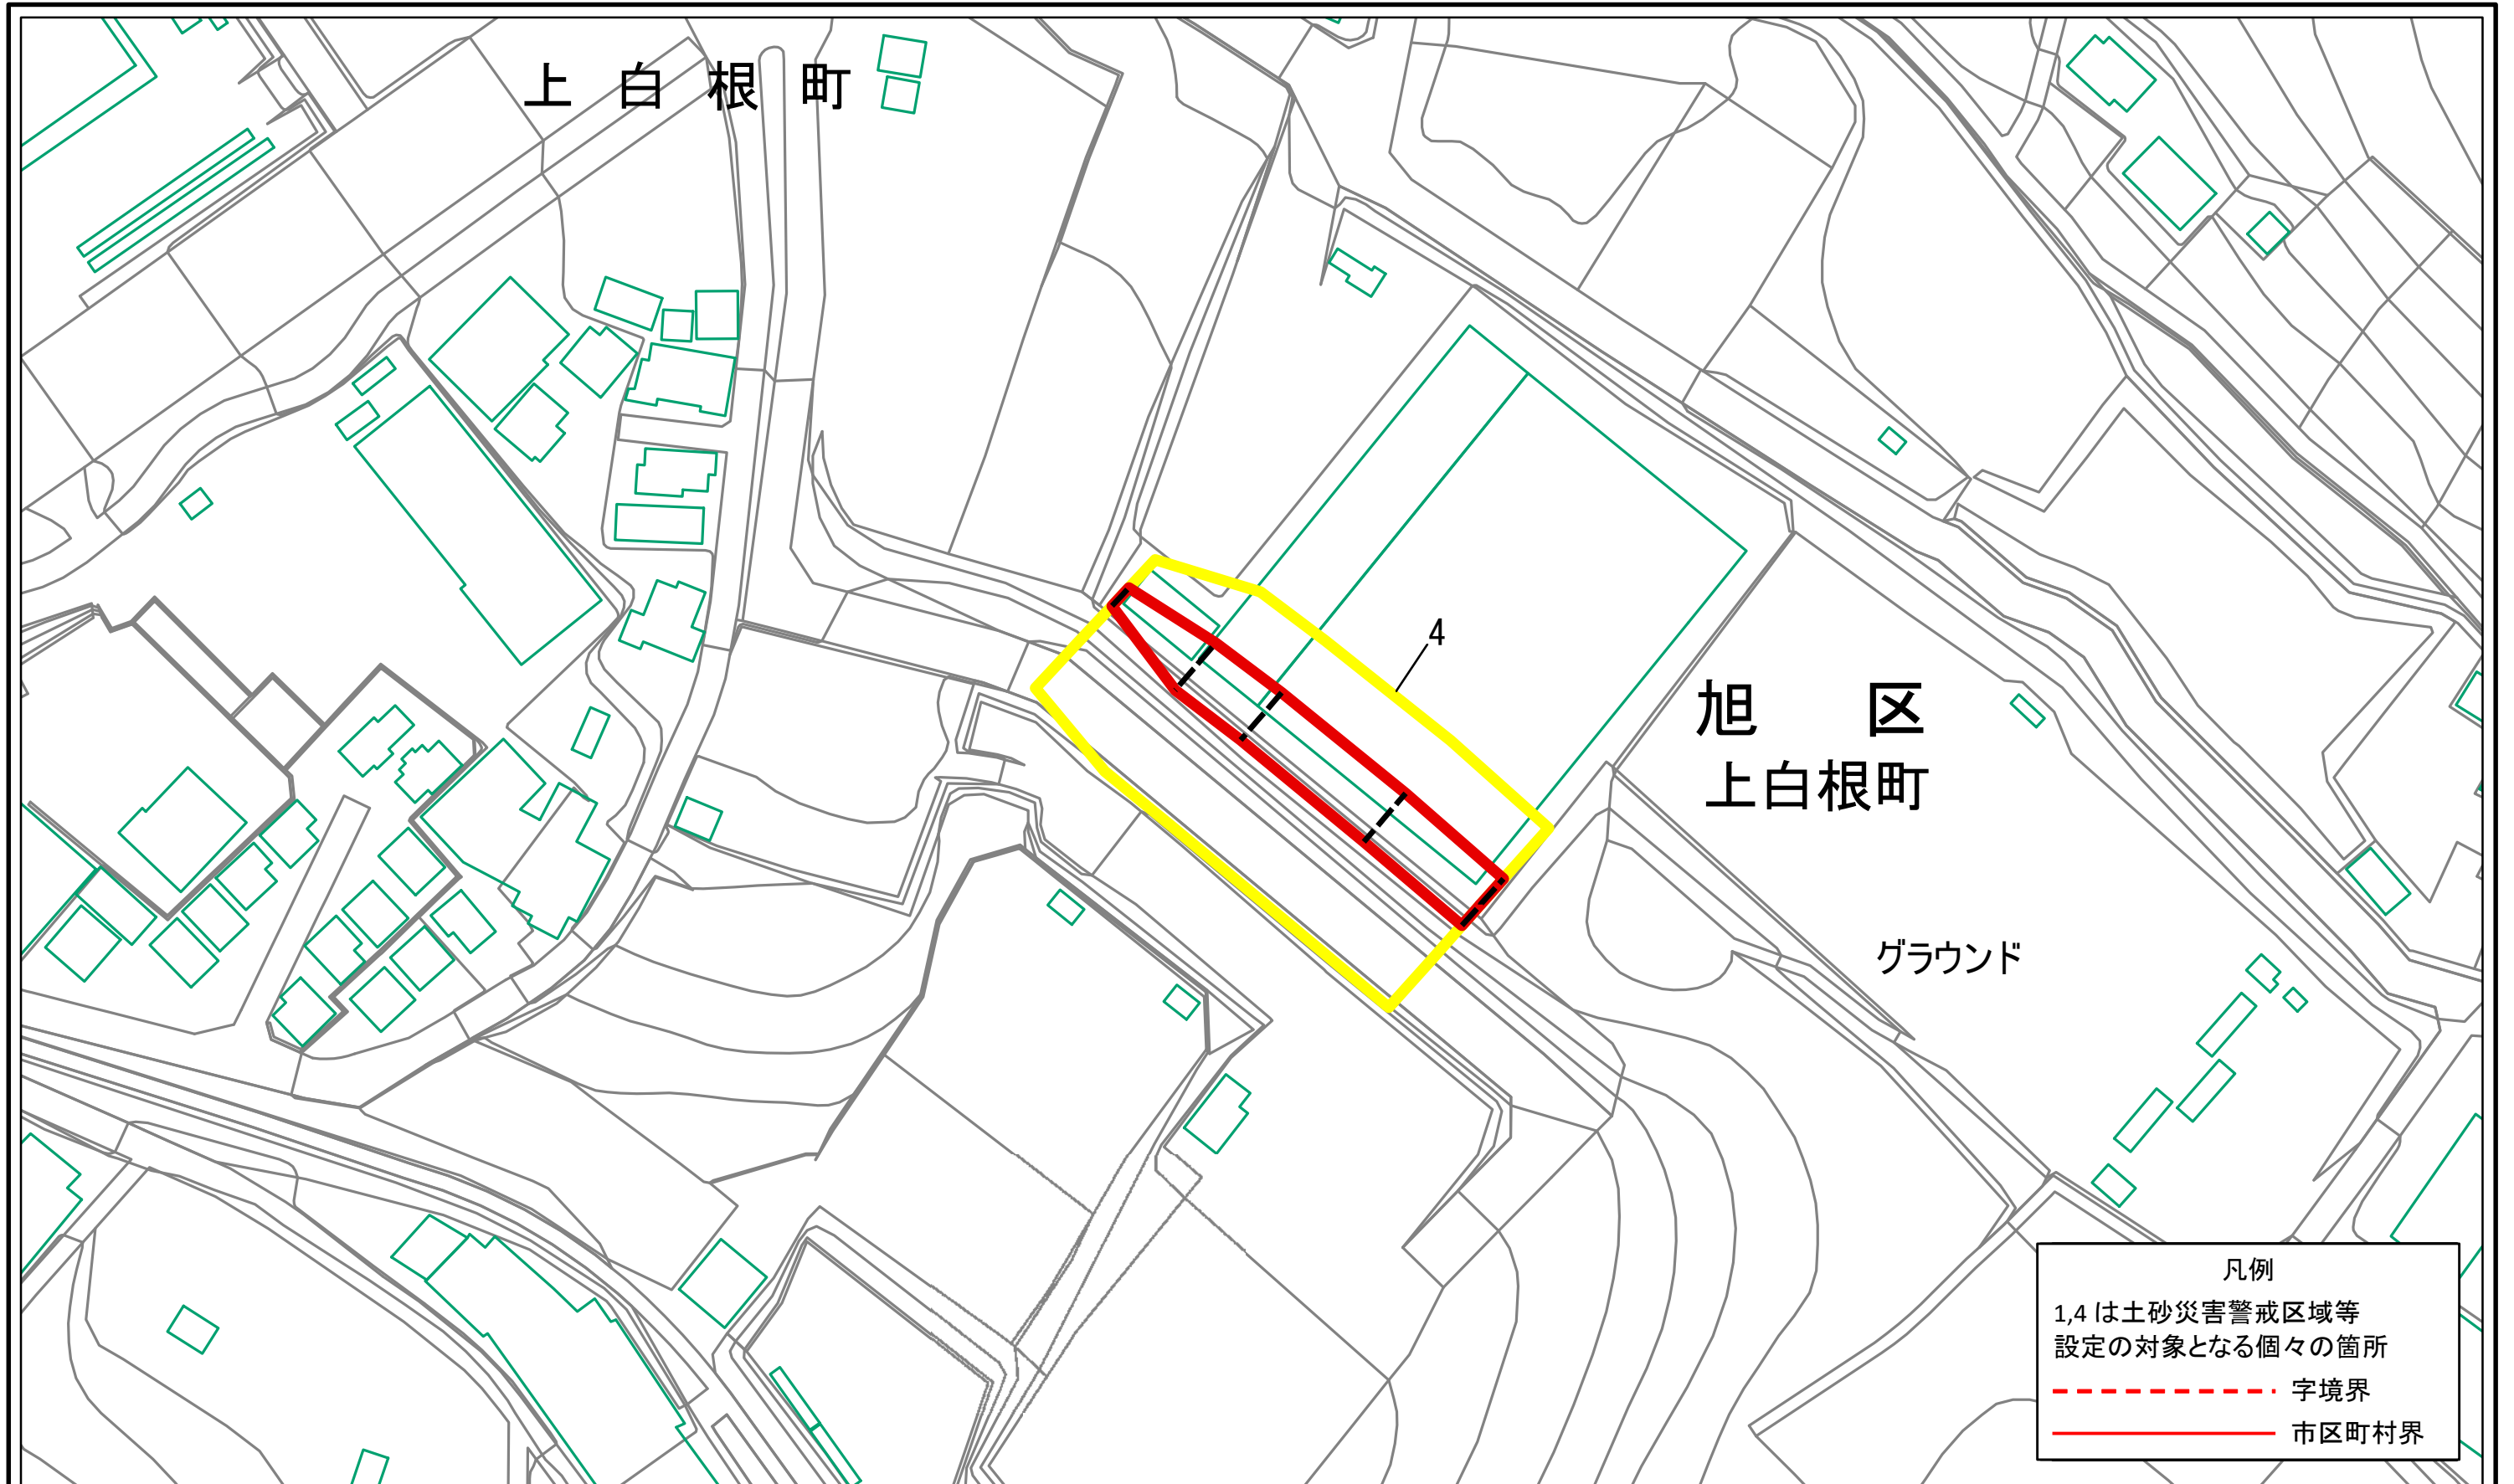 上白根町
4
旭区
上白根町
グラウンド
凡例
1,4 は土砂災害警戒区域等
設定の対象となる個々の箇所
字境界
市区町村界